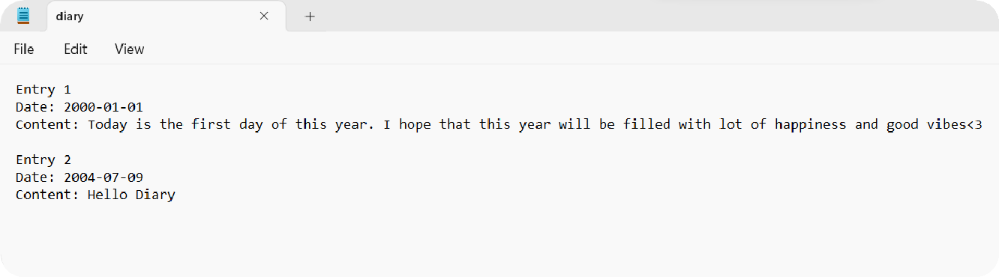 diary
File Edit View
Entry 1
Date: 2000-01-01
Content: Today is the first day of this year. I hope that this year will be filled with lot of happiness and good vibes<3
Entry 2
Date: 2004-07-09
Content: Hello Diary